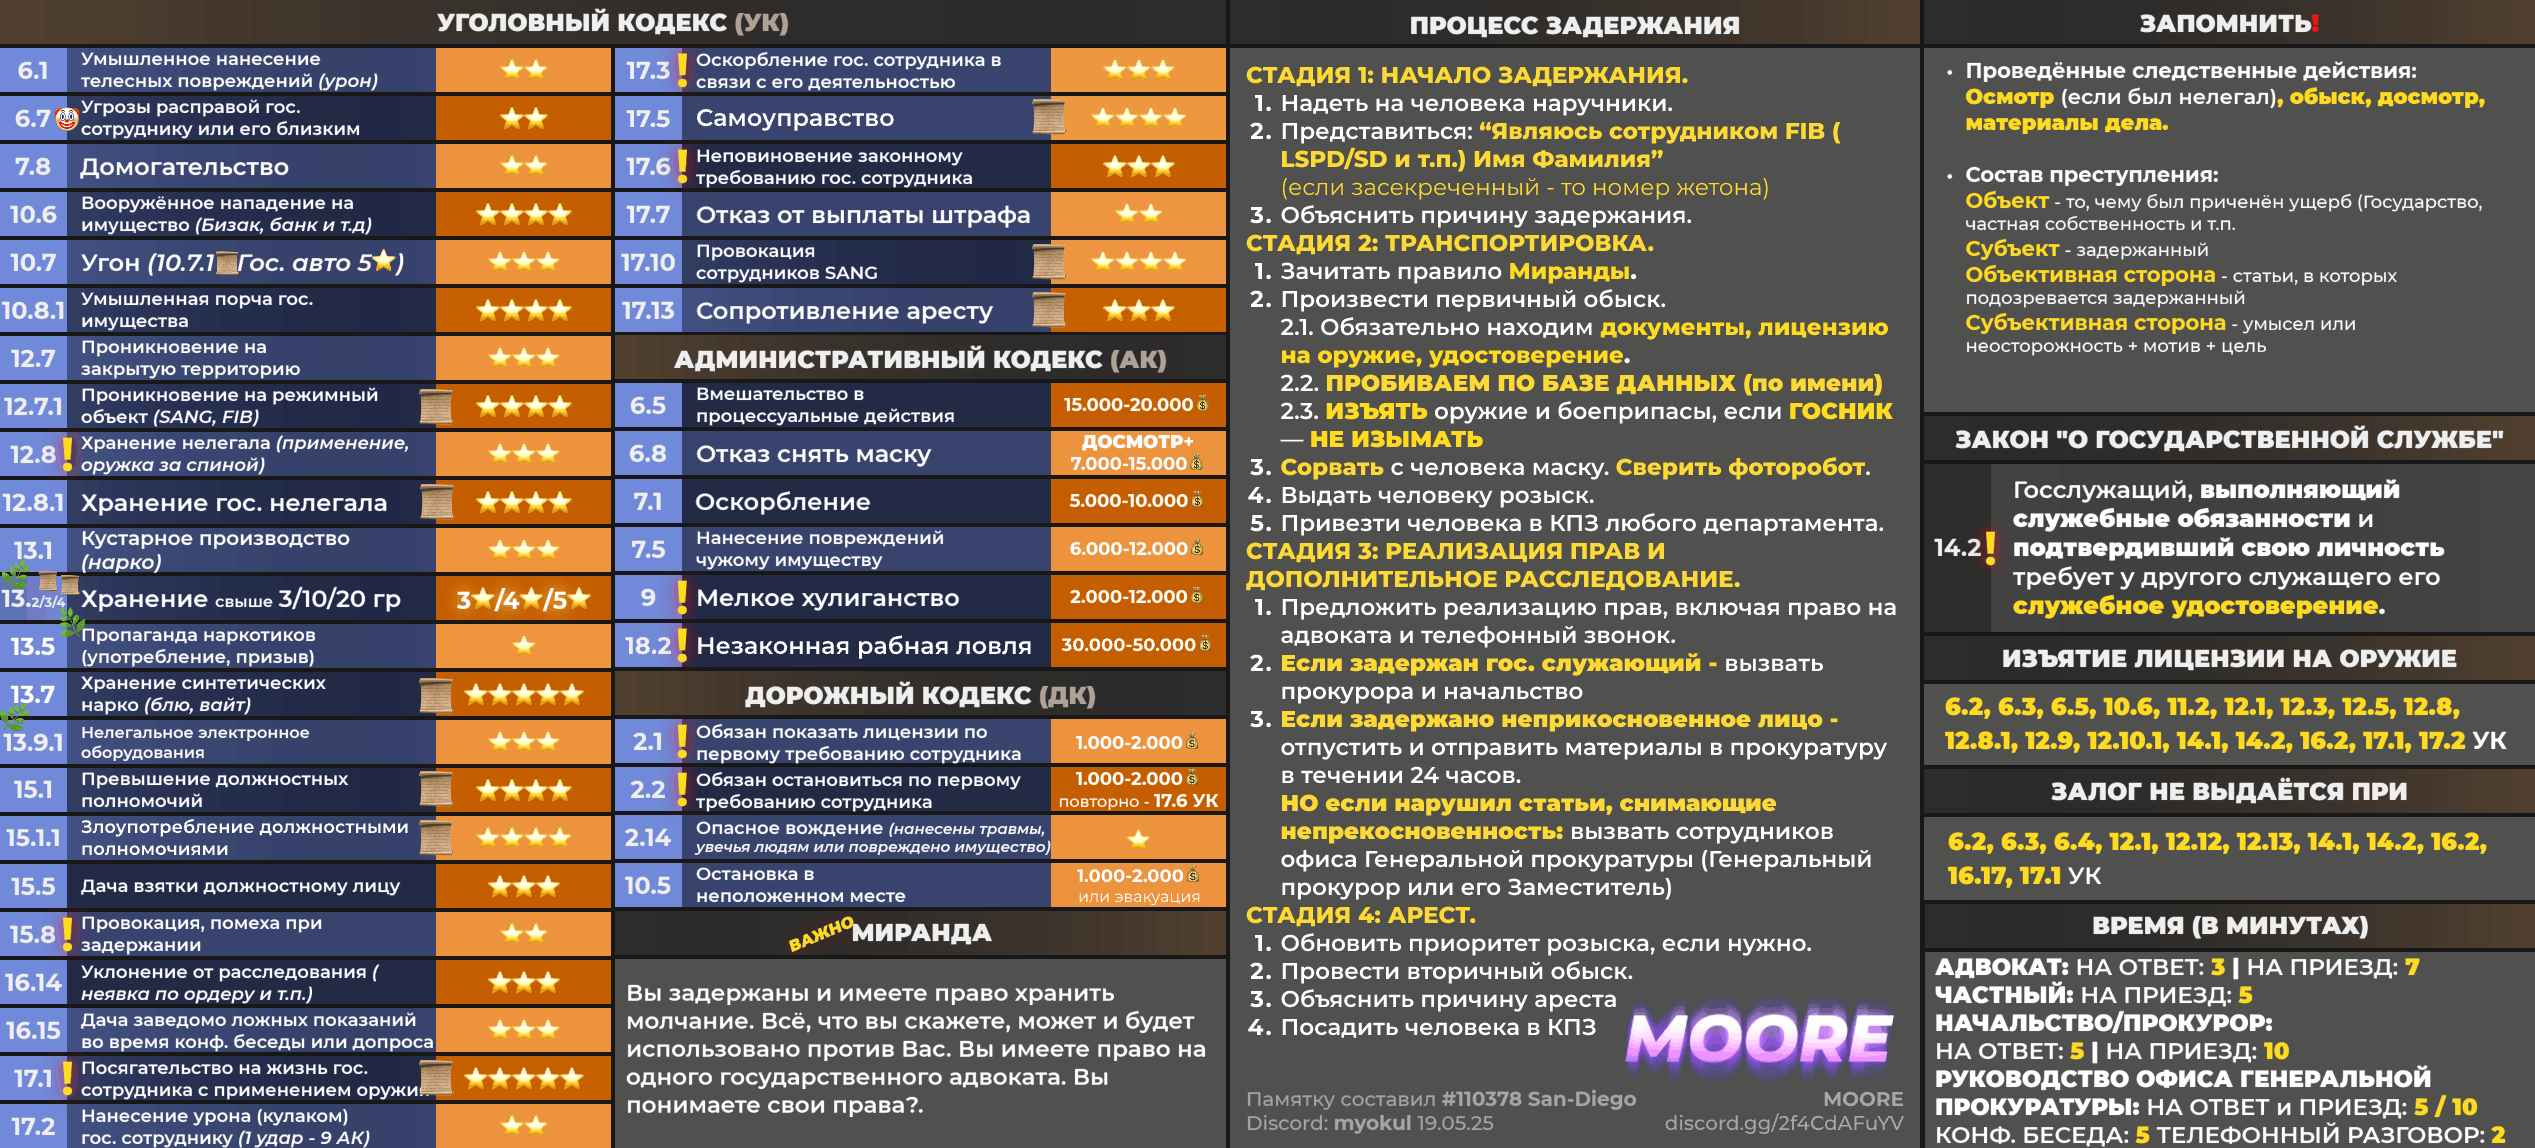 УГОЛОВНЫЙ КОДЕКС (УК)
6.1
Умышленное нанесение
телесных повреждений (урон)
6.7
Угрозы расправой гос.
сотруднику или его близким
7.8
Домогательство
10.6
Вооружённое нападение на
имущество (Бизак, банк и т.д)
10.7
Угон (10.7.1 Гос. авто 5 )
10.8.1
Умышленная порча гос.
имущества
12.7
Проникновение на
закрытую территорию
12.7.1
Проникновение на режимный
объект (SANG, FIB)
12.8
Хранение нелегала (применение,
оружка за спиной)
12.8.1
Хранение гос. нелегала
13.1
Кустарное производство
(нарко)
13.2/3/4
Хранение свыше 3/10/20 гр
3 /4 /5
13.5
Пропаганда наркотиков
(употребление, призыв)
13.7
Хранение синтетических
нарко (блю, вайт)
13.9.1
Нелегальное электронное
оборудования
15.1
Превышение должностных
полномочий
15.1.1
Злоупотребление должностными
полномочиями
15.5
Дача взятки должностному лицу
15.8
Провокация, помеха при
задержании
16.14
Уклонение от расследования (
неявка по ордеру и т.п.)
16.15
Дача заведомо ложных показаний
во время конф. беседы или допроса
17.1
Посягательство на жизнь гос.
сотрудника с применением оружия
17.2
Нанесение урона (кулаком)
гос. сотруднику (1 удар - 9 АК)
17.3
Оскорбление гос. сотрудника в
связи с его деятельностью
17.5
Самоуправство
17.6
Неповиновение законному
требованию гос. сотрудника
17.7
Отказ от выплаты штрафа
17.10
Провокация
сотрудников SANG
17.13
Сопротивление аресту
АДМИНИСТРАТИВНЫЙ КОДЕКС (АК)
6.5
Вмешательство в
процессуальные действия
15.000-20.000
6.8
Отказ снять маску
ДОСМОТР+
7.000-15.000
7.1
Оскорбление
5.000-10.000
7.5
Нанесение повреждений
чужому имуществу
6.000-12.000
9
Мелкое хулиганство
2.000-12.000
18.2
Незаконная рабная ловля
30.000-50.000
ДОРОЖНЫЙ КОДЕКС (ДК)
2.1
Обязан показать лицензии по
первому требованию сотрудника
1.000-2.000
2.2
Обязан остановиться по первому
требованию сотрудника
1.000-2.000
повторно - 17.6 УК
2.14
Опасное вождение (нанесены травмы,
увечья людям или повреждено имущество)
10.5
Остановка в
неположенном месте
1.000-2.000
или эвакуация
ВАЖНО
МИРАНДА
Вы задержаны и имеете право хранить
молчание. Всё, что вы скажете, может и будет
использовано против Вас. Вы имеете право на
одного государственного адвоката. Вы
понимаете свои права?.
ПРОЦЕСС ЗАДЕРЖАНИЯ
СТАДИЯ 1: НАЧАЛО ЗАДЕРЖАНИЯ.
1. Надеть на человека наручники.
2. Представиться: “Являюсь сотрудником FIB (
LSPD/SD и т.п.) Имя Фамилия”
(если засекреченный - то номер жетона)
3. Объяснить причину задержания.
СТАДИЯ 2: ТРАНСПОРТИРОВКА.
1. Зачитать правило Миранды.
2. Произвести первичный обыск.
2.1. Обязательно находим документы, лицензию
на оружие, удостоверение.
2.2. ПРОБИВАЕМ ПО БАЗЕ ДАННЫХ (по имени)
2.3. ИЗЪЯТЬ оружие и боеприпасы, если ГОСНИК
— НЕ ИЗЫМАТЬ
3. Сорвать с человека маску. Сверить фоторобот.
4. Выдать человеку розыск.
5. Привезти человека в КПЗ любого департамента.
СТАДИЯ 3: РЕАЛИЗАЦИЯ ПРАВ И
ДОПОЛНИТЕЛЬНОЕ РАССЛЕДОВАНИЕ.
1. Предложить реализацию прав, включая право на
адвоката и телефонный звонок.
2. Если задержан гос. служающий - вызвать
прокурора и начальство
3. Если задержано неприкосновенное лицо -
отпустить и отправить материалы в прокуратуру
в течении 24 часов.
НО если нарушил статьи, снимающие
непрекосновенность: вызвать сотрудников
офиса Генеральной прокуратуры (Генеральный
прокурор или его Заместитель)
СТАДИЯ 4: АРЕСТ.
1. Обновить приоритет розыска, если нужно.
2. Провести вторичный обыск.
3. Объяснить причину ареста
4. Посадить человека в КПЗ
MOORE
Памятку составил #110378 San-Diego
Discord: myokul 19.05.25
MOORE
discord.gg/2f4CdAFuYV
ЗАПОМНИТЬ!
• Проведённые следственные действия:
Осмотр (если был нелегал), обыск, досмотр,
материалы дела.
• Состав преступления:
Объект - то, чему был приченён ущерб (Государство,
частная собственность и т.п.
Субъект - задержанный
Объективная сторона - статьи, в которых
подозревается задержанный
Субъективная сторона - умысел или
неосторожность + мотив + цель
ЗАКОН "О ГОСУДАРСТВЕННОЙ СЛУЖБЕ"
14.2
Госслужащий, выполняющий
служебные обязанности и
подтвердивший свою личность
требует у другого служащего его
служебное удостоверение.
ИЗЪЯТИЕ ЛИЦЕНЗИИ НА ОРУЖИЕ
6.2, 6.3, 6.5, 10.6, 11.2, 12.1, 12.3, 12.5, 12.8,
12.8.1, 12.9, 12.10.1, 14.1, 14.2, 16.2, 17.1, 17.2 УК
ЗАЛОГ НЕ ВЫДАЁТСЯ ПРИ
6.2, 6.3, 6.4, 12.1, 12.12, 12.13, 14.1, 14.2, 16.2,
16.17, 17.1 УК
ВРЕМЯ (В МИНУТАХ)
АДВОКАТ: НА ОТВЕТ: 3 | НА ПРИЕЗД: 7
ЧАСТНЫЙ: НА ПРИЕЗД: 5
НАЧАЛЬСТВО/ПРОКУРОР:
НА ОТВЕТ: 5 | НА ПРИЕЗД: 10
РУКОВОДСТВО ОФИСА ГЕНЕРАЛЬНОЙ
ПРОКУРАТУРЫ: НА ОТВЕТ и ПРИЕЗД: 5 / 10
КОНФ. БЕСЕДА: 5 ТЕЛЕФОННЫЙ РАЗГОВОР: 2